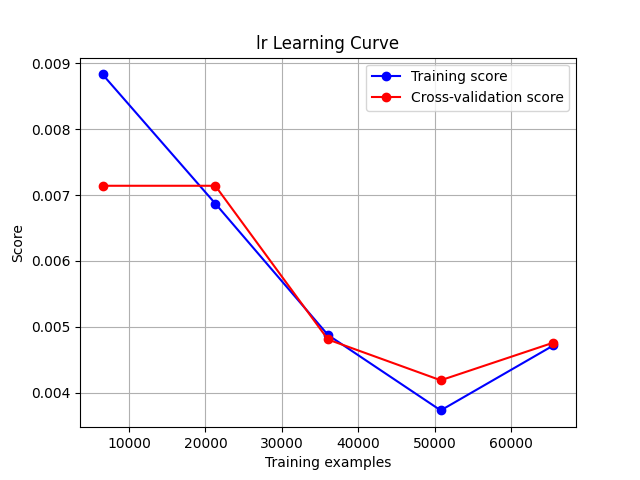 lr Learning Curve
Training score
Cross-validation score
Score
0.009
0.008
0.007
0.006
0.005
0.004
10000 20000 30000 40000 50000 60000
Training examples